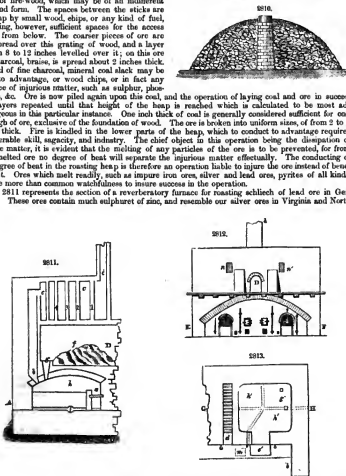 of fire-wood, which may be of an indifferent
nd form. The spaces between the sticks are
up by small wood, chips, or any kind of fuel,
ing, however, sufficient spaces for the access
from below. The coarser pieces of ore are
pread over this grating of wood, and a layer
n 8 to 12 inches levelled over it; on this ore
harcoal, braise, is spread about 2 inches thick.
d of fine charcoal, mineral coal slack may be
to advantage, or wood chips, or in fact any
ce of injurious matter, such as sulphur, phos-
, &c. Ore is now piled again upon this coal, and the operation of laying coal and ore in succes
ayers repeated until that height of the heap is reached which is calculated to be most ad
geous in this particular instance. One inch thick of coal is generally considered sufficient for one
gh of ore, exclusive of the foundation of wood. The ore is broken into uniform sizes, of from 2 to
thick. Fire is kindled in the lower parts of the heap, which to conduct to advantage require
erable skill, sagacity, and industry. The chief object in this operation being the dissipation o
e matter, it is evident that the melting of any particles of the ore is to be prevented, for from
melted ore no degree of heat will separate the injurious matter effectually. The conducting o
gree of heat in the roasting heap is therefore an operation liable to injure the ore instead of bene
t. Ores which melt readily, such as impure iron ores, silver and lead ores, pyrites of all kind
e more than common watchfulness to insure success in the operation.
2811 represents the section of a reverberatory furnace for roasting schliech of lead ore in Ge
These ores contain much sulphuret of zinc, and resemble our silver ores in Virginia and Nort
2810.
2811.
2812.
2813.